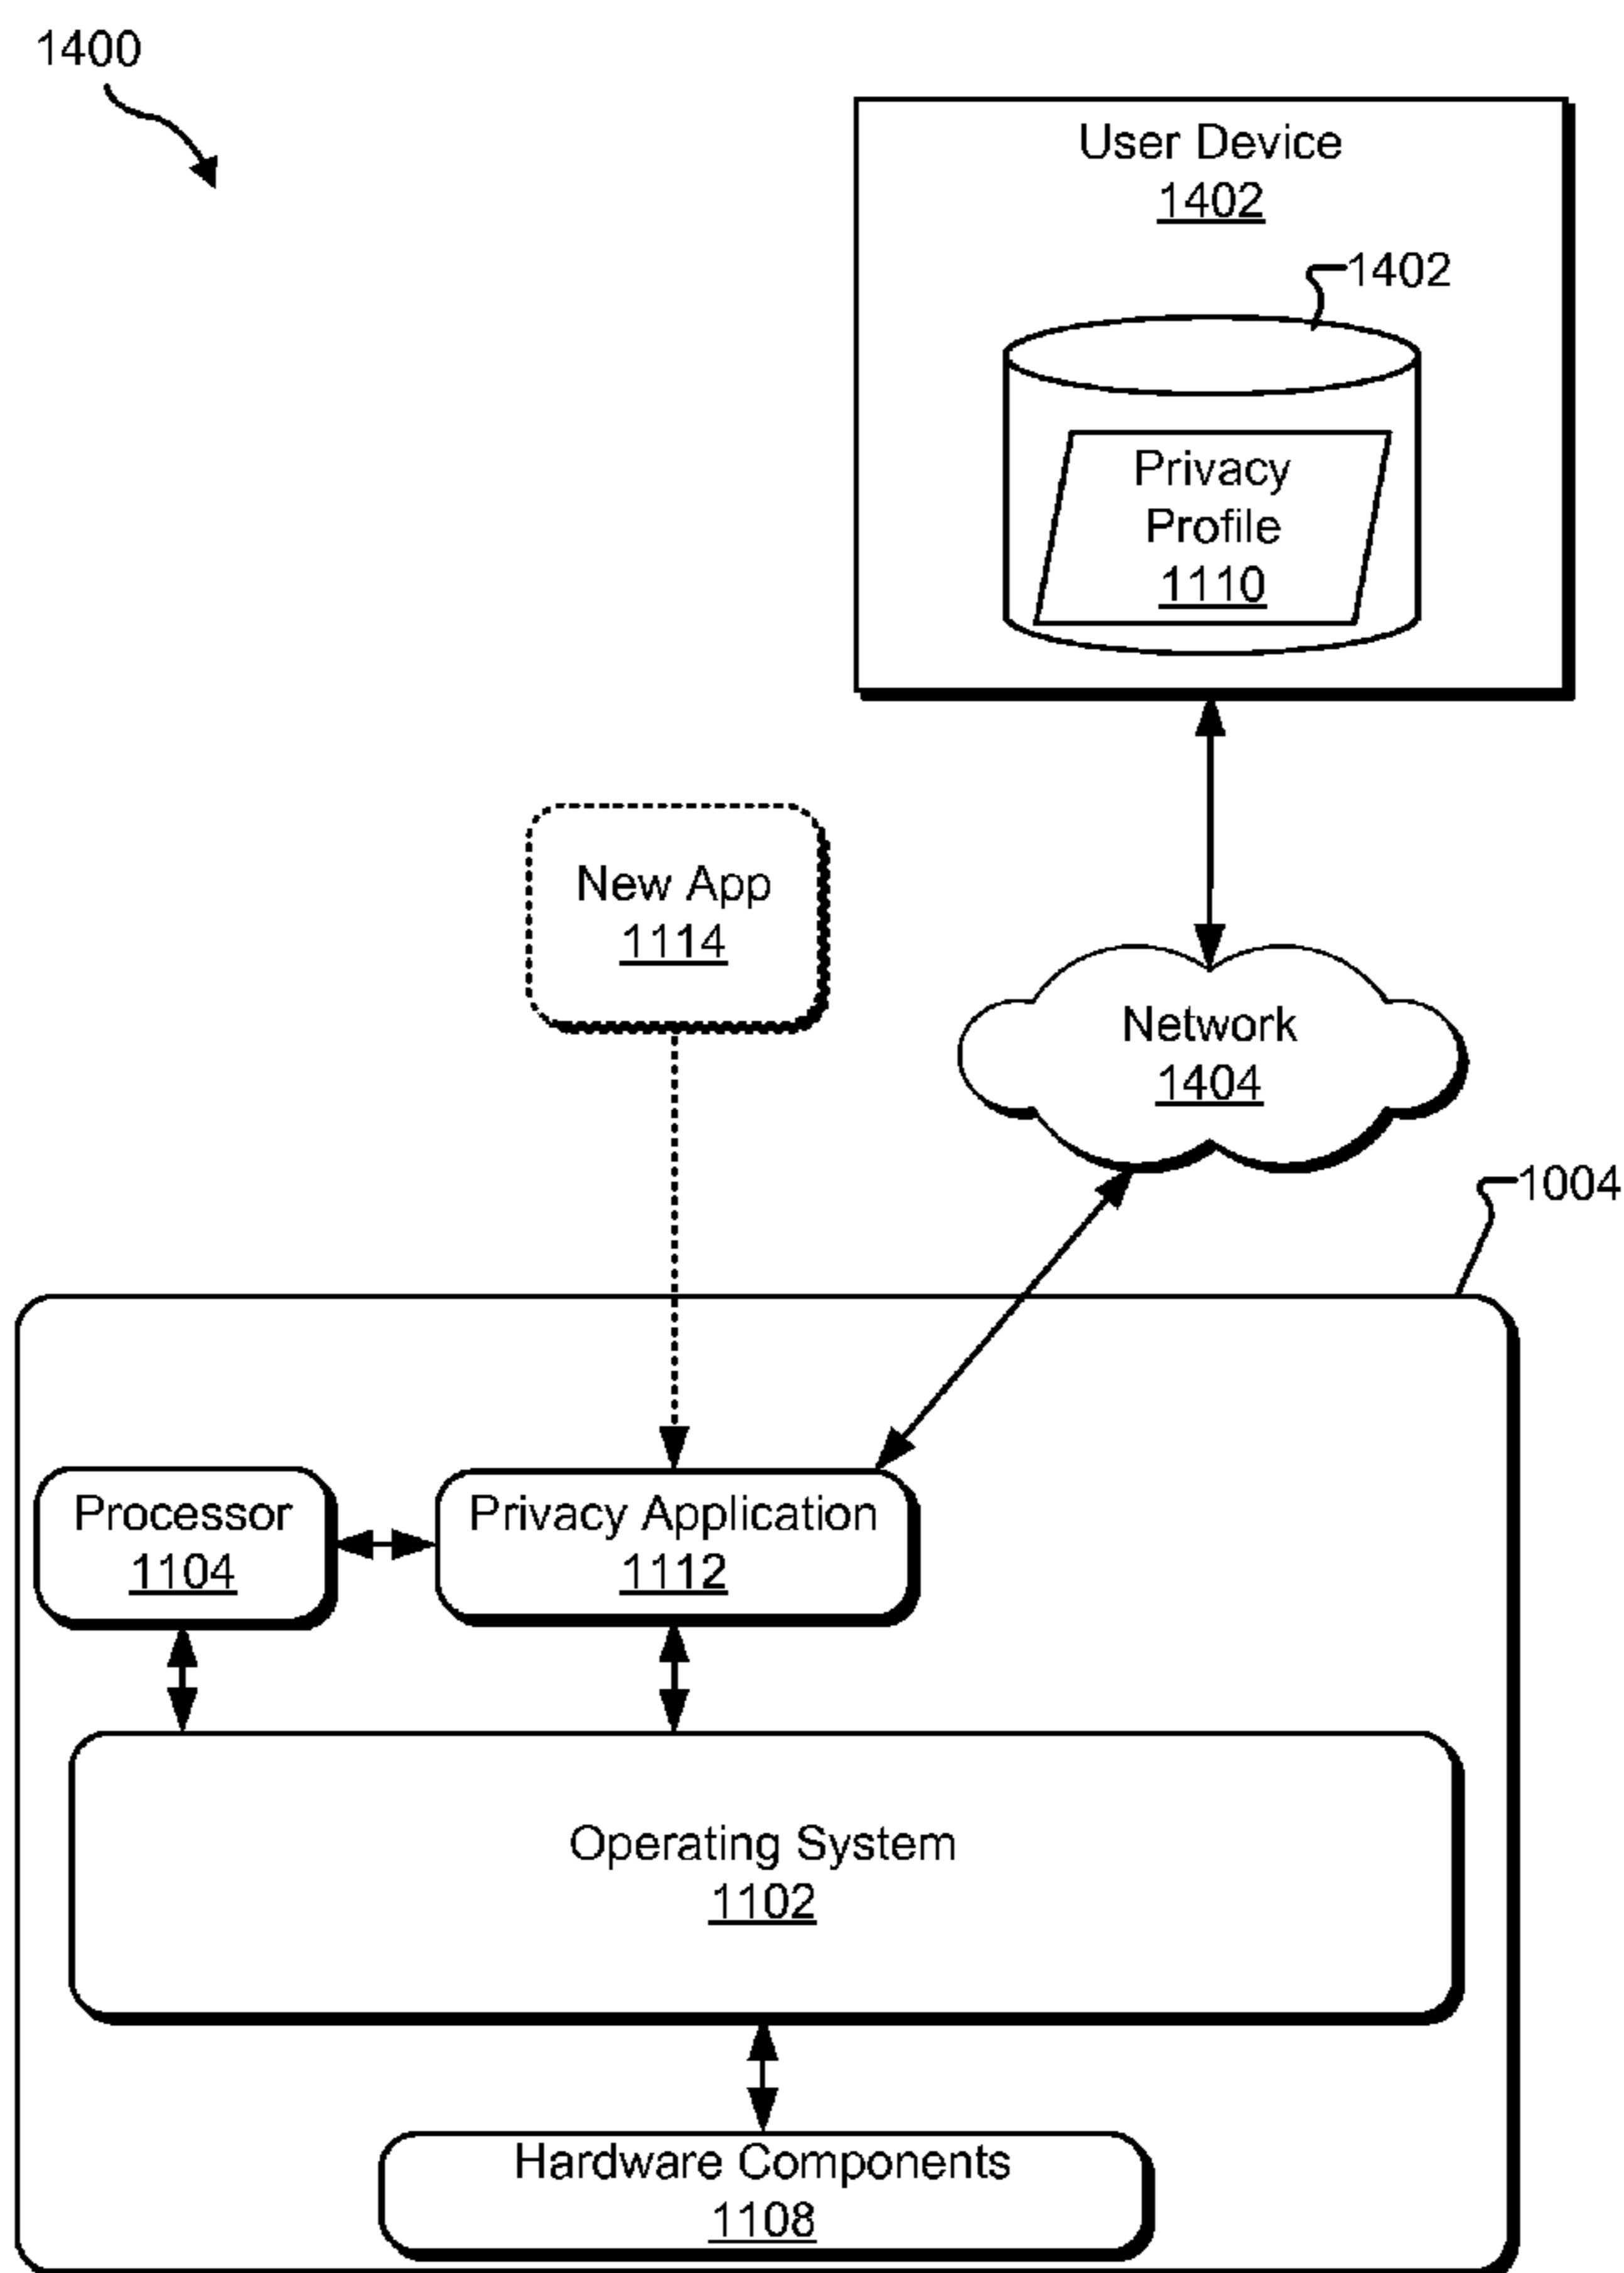 1400
User Device
1402
1402
Privacy
Profile
1110
New App
1114
Network
1404
1004
Processor
1104
Privacy Application
1112
Operating System
1102
Hardware Components
1108